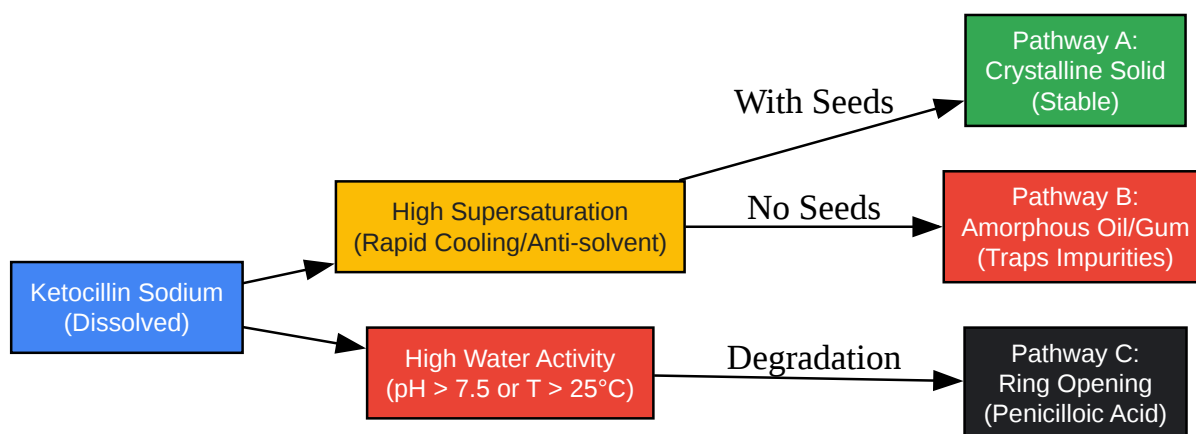 Ketocillin Sodium
(Dissolved)
High Supersaturation
(Rapid Cooling/Anti-solvent)
High Water Activity
(pH > 7.5 or T > 25°C)
With Seeds
No Seeds
Degradation
Pathway A:
Crystalline Solid
(Stable)
Pathway B:
Amorphous Oil/Gum
(Traps Impurities)
Pathway C:
Ring Opening
(Penicilloic Acid)